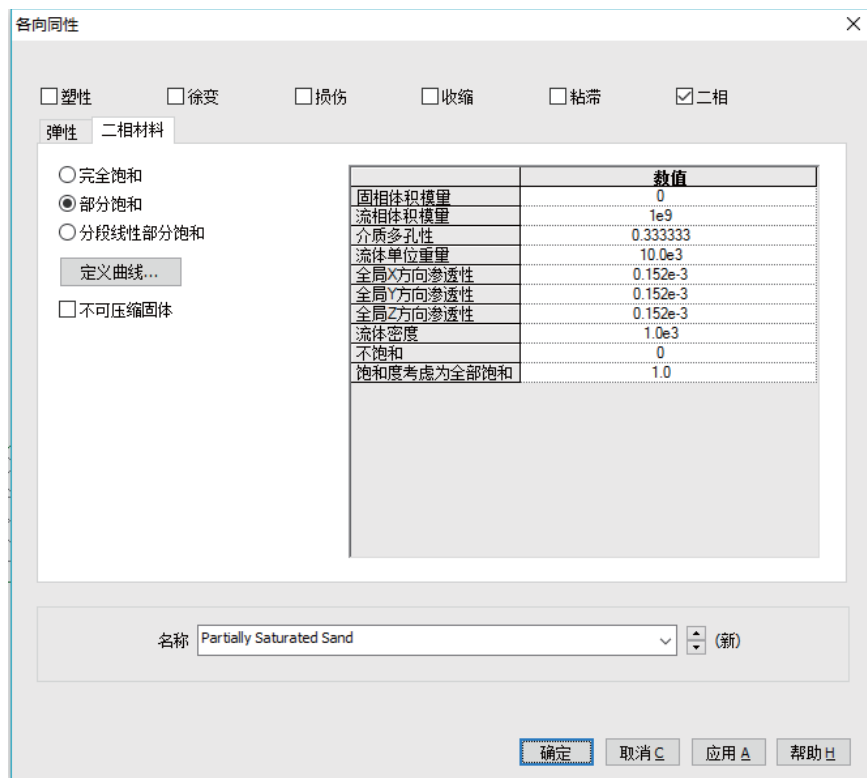 各向同性
塑性 徐变 损伤 收缩 粘滞 二相
弹性 二相材料
完全饱和
部分饱和
分段线性部分饱和
定义曲线...
不可压缩固体
数值
固相体积模量 0
流相体积模量 1e9
介质多孔性 0.333333
流体单位重量 10.0e3
全局X方向渗透性 0.152e-3
全局Y方向渗透性 0.152e-3
全局Z方向渗透性 0.152e-3
流体密度 1.0e3
不饱和 0
饱和度考虑为全部饱和 1.0
名称 Partially Saturated Sand (新)
确定 取消 C 应用 A 帮助 H